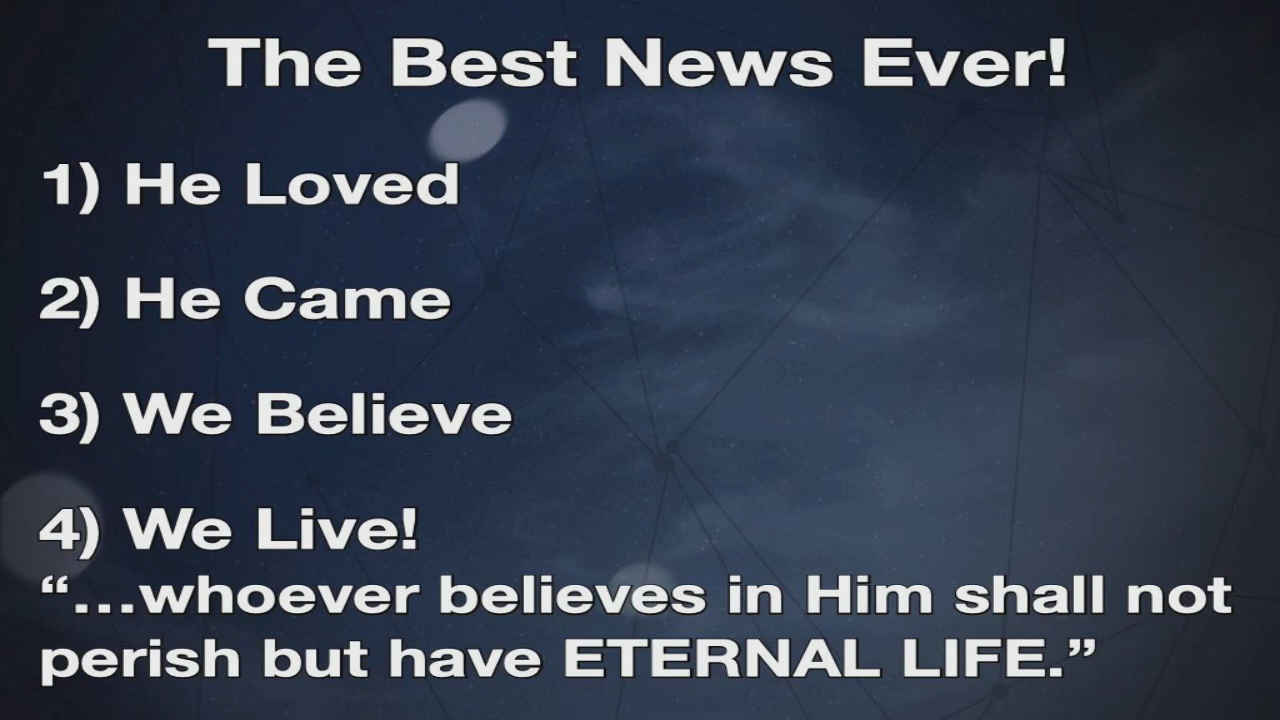 The Best News Ever!
1) He Loved
2) He Came
3) We Believe
4) We Live!
“...whoever believes in Him shall not
perish but have ETERNAL LIFE.”